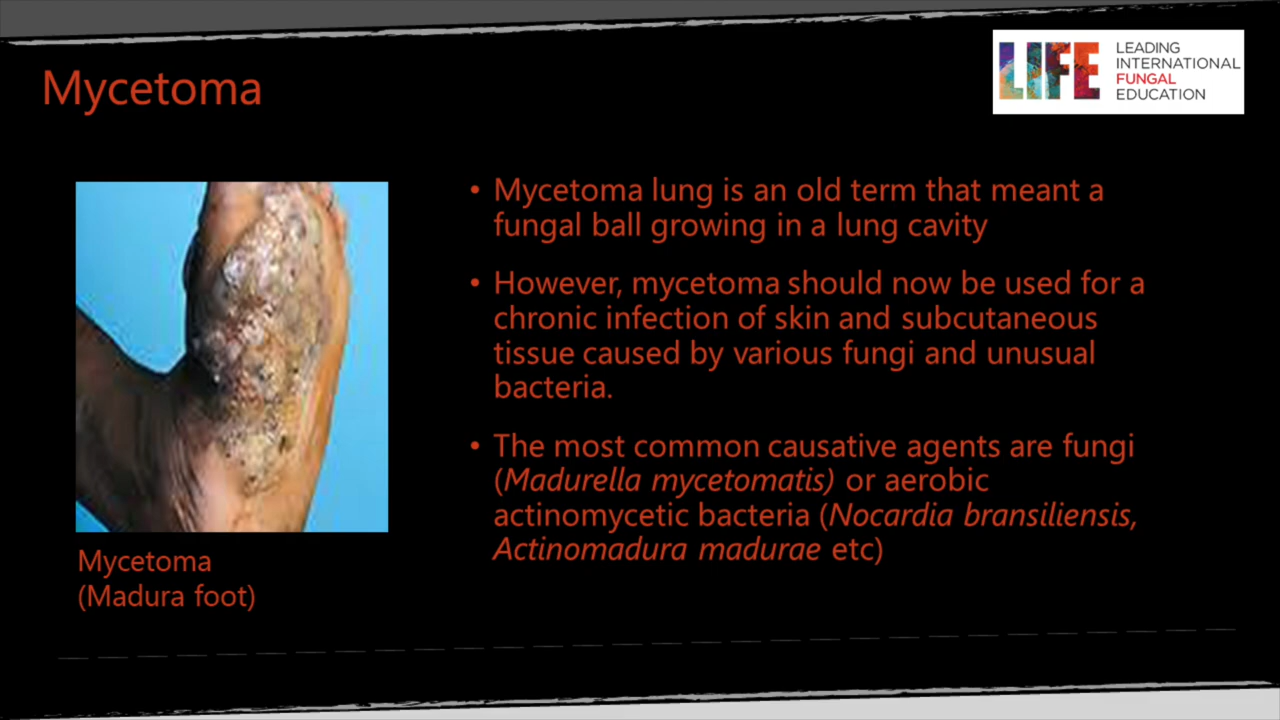 Mycetoma
LIFE
LEADING
INTERNATIONAL
FUNGAL
EDUCATION
• Mycetoma lung is an old term that meant a
fungal ball growing in a lung cavity
• However, mycetoma should now be used for a
chronic infection of skin and subcutaneous
tissue caused by various fungi and unusual
bacteria.
• The most common causative agents are fungi
(Madurella mycetomatis) or aerobic
actinomycetic bacteria (Nocardia bransiliensis,
Actinomadura madurae etc)
Mycetoma
(Madura foot)